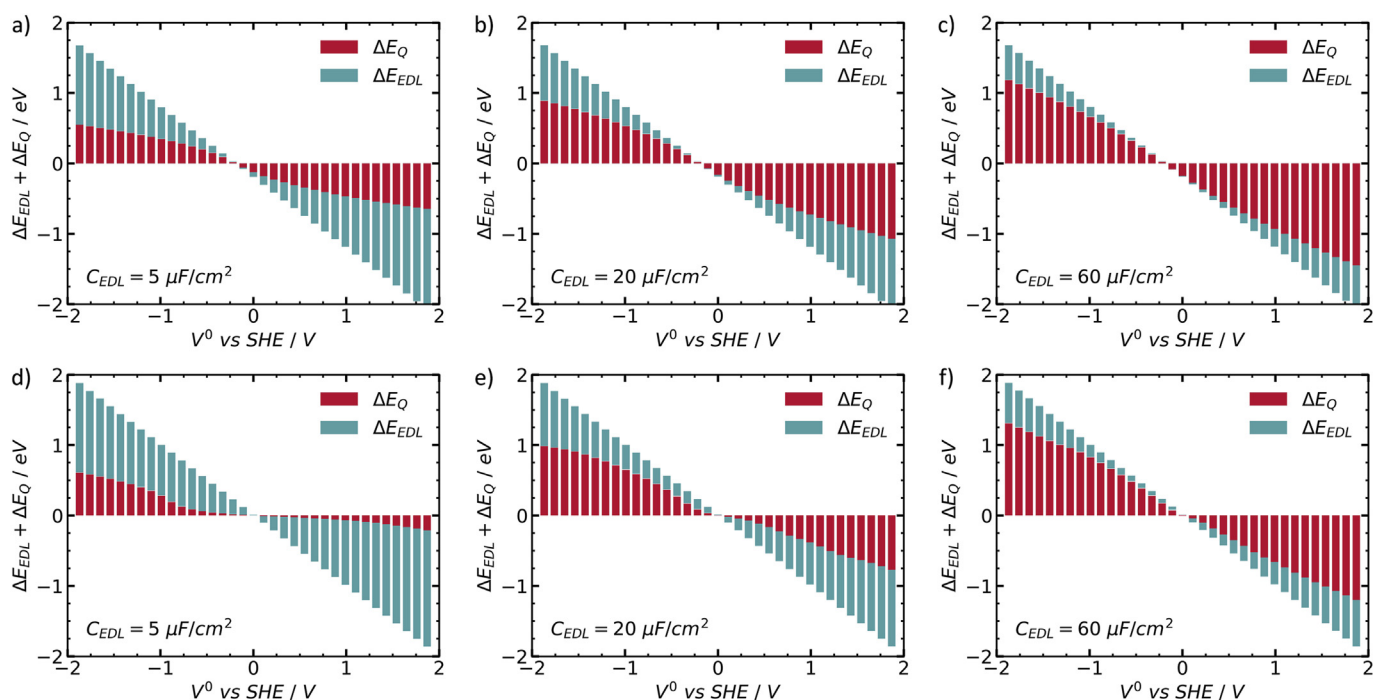 a)
ΔE_EDL + ΔE_Q / eV
2
1
0
−1
−2
ΔE_Q
ΔE_EDL
C_EDL = 5 μF/cm²
−2 −1 0 1 2
V⁰ vs SHE / V
b)
ΔE_EDL + ΔE_Q / eV
2
1
0
−1
−2
ΔE_Q
ΔE_EDL
C_EDL = 20 μF/cm²
−2 −1 0 1 2
V⁰ vs SHE / V
c)
ΔE_EDL + ΔE_Q / eV
2
1
0
−1
−2
ΔE_Q
ΔE_EDL
C_EDL = 60 μF/cm²
−2 −1 0 1 2
V⁰ vs SHE / V
d)
ΔE_EDL + ΔE_Q / eV
2
1
0
−1
−2
ΔE_Q
ΔE_EDL
C_EDL = 5 μF/cm²
−2 −1 0 1 2
V⁰ vs SHE / V
e)
ΔE_EDL + ΔE_Q / eV
2
1
0
−1
−2
ΔE_Q
ΔE_EDL
C_EDL = 20 μF/cm²
−2 −1 0 1 2
V⁰ vs SHE / V
f)
ΔE_EDL + ΔE_Q / eV
2
1
0
−1
−2
ΔE_Q
ΔE_EDL
C_EDL = 60 μF/cm²
−2 −1 0 1 2
V⁰ vs SHE / V